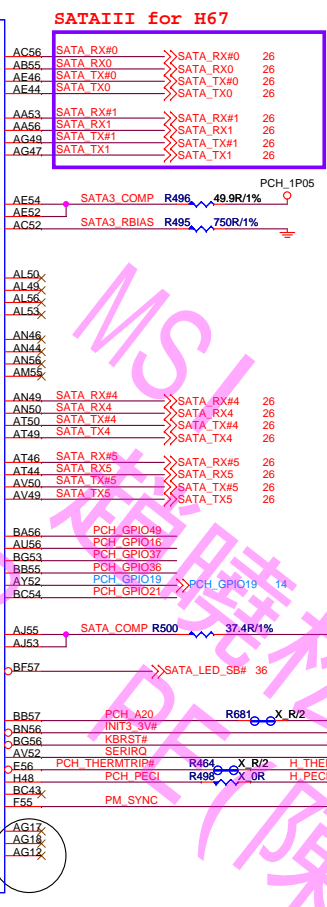 SATAIII for H67
AC56 SATA_RX#0 SATA_RX#0 26
AB55 SATA_RX0 SATA_RX0 26
AE46 SATA_TX#0 SATA_TX#0 26
AE44 SATA_TX0 SATA_TX0 26
AA53 SATA_RX#1 SATA_RX#1 26
AA56 SATA_RX1 SATA_RX1 26
AG49 SATA_TX#1 SATA_TX#1 26
AG47 SATA_TX1 SATA_TX1 26
PCH_1P05
AE54 SATA3_COMP R496 49.9R/1%
AE52
AC52 SATA3_RBIAS R495 750R/1%
AL50
AL49
AL56
AL53
AN46
AN44
AN56
AM55
AN49 SATA_RX#4 SATA_RX#4 26
AN50 SATA_RX4 SATA_RX4 26
AT50 SATA_TX#4 SATA_TX#4 26
AT49 SATA_TX4 SATA_TX4 26
AT46 SATA_RX#5 SATA_RX#5 26
AT44 SATA_RX5 SATA_RX5 26
AV50 SATA_TX#5 SATA_TX#5 26
AV49 SATA_TX5 SATA_TX5 26
BA56 PCH_GPIO49
AU56 PCH_GPIO16
BG53 PCH_GPIO37
BB55 PCH_GPIO36
AY52 PCH_GPIO19 PCH_GPIO19 14
BC54 PCH_GPIO21
AJ55 SATA_COMP R500 37.4R/1%
AJ53
BF57 SATA_LED_SB# 36
BB57 PCH_A20 R681 X_R/2
BN56 INIT3_3V#
BG56 KBRST#
AV52 SERIRQ
E56 PCH_THERMTRIP# R464 X_R/2 H_THE
H48 PCH_PECI R498 X_0R H_PECI
BC43
F55 PM_SYNC
AG17
AG18
AG12
MSI
趙曉
PE(陳